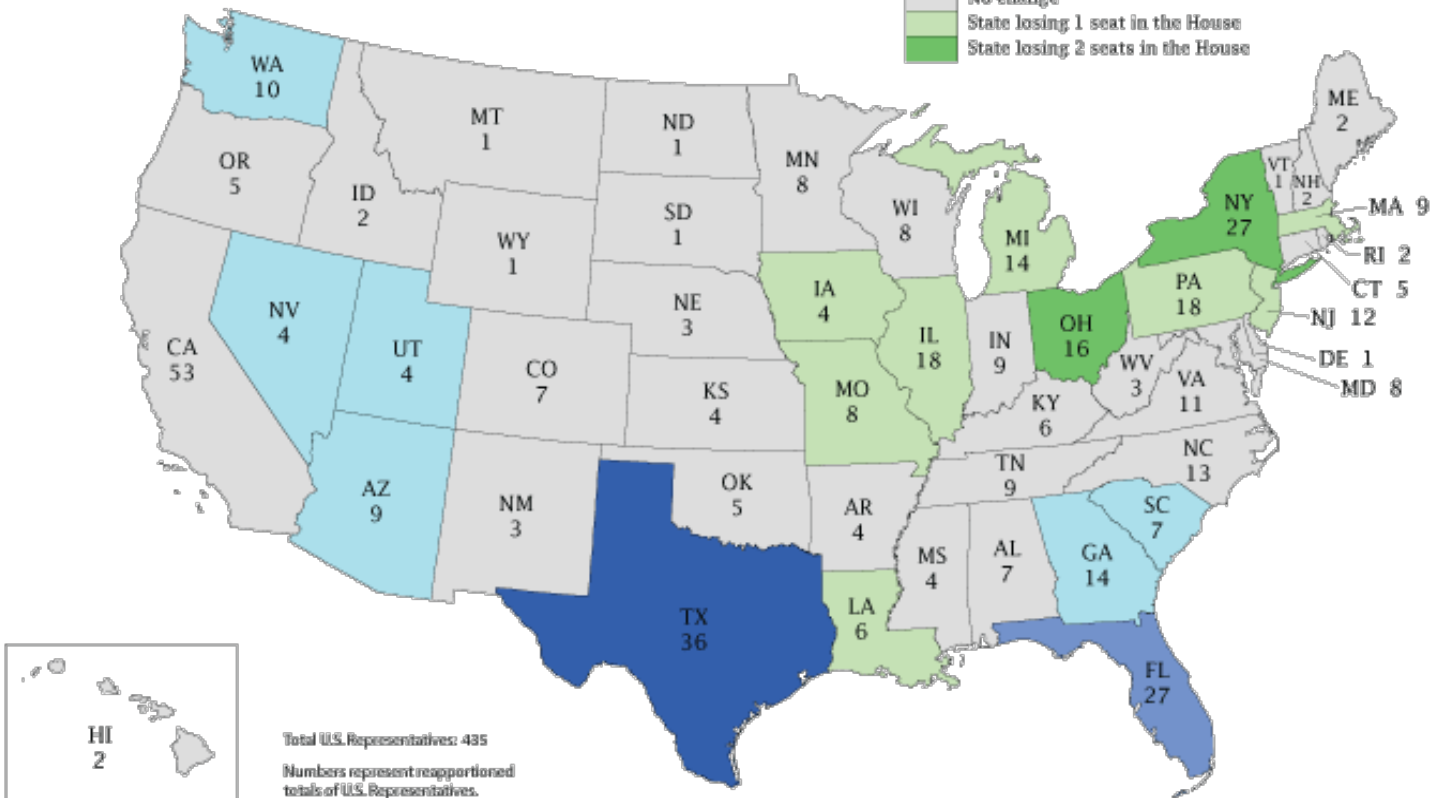 No change
State losing 1 seat in the House
State losing 2 seats in the House
WA
10
MT
1
ND
1
MN
8
ME
2
OR
5
ID
2
SD
1
WI
8
MI
14
VT
1
NH
2
NY
27
MA 9
RI 2
CT 5
NJ 12
DE 1
MD 8
WY
1
NE
3
IA
4
PA
18
NV
4
UT
4
CO
7
KS
4
MO
8
IL
18
IN
9
OH
16
WV
3
VA
11
CA
53
KY
6
NC
13
TN
9
AZ
9
NM
3
OK
5
AR
4
SC
7
MS
4
AL
7
GA
14
TX
36
LA
6
FL
27
HI
2
Total U.S. Representatives: 435
Numbers represent reapportioned
totals of U.S. Representatives.